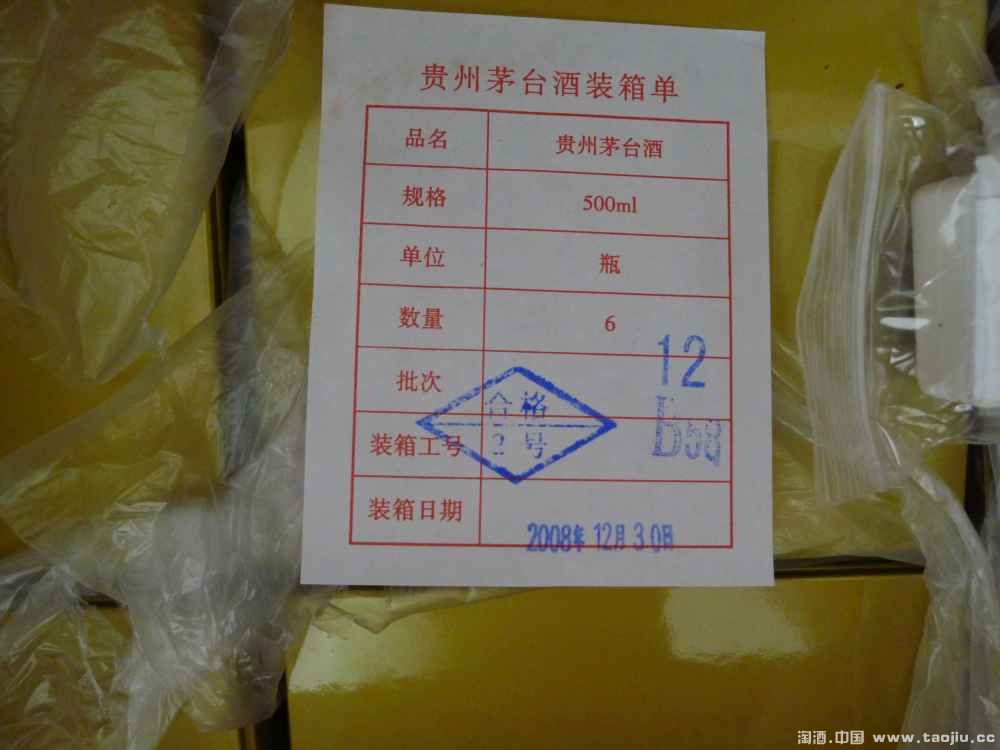 贵州茅台酒装箱单
品名 贵州茅台酒
规格 500ml
单位 瓶
数量 6
批次 12
合格
装箱工号 2号 B58
装箱日期 2008年12月30日
淘酒.中国 www.taojiu.cc